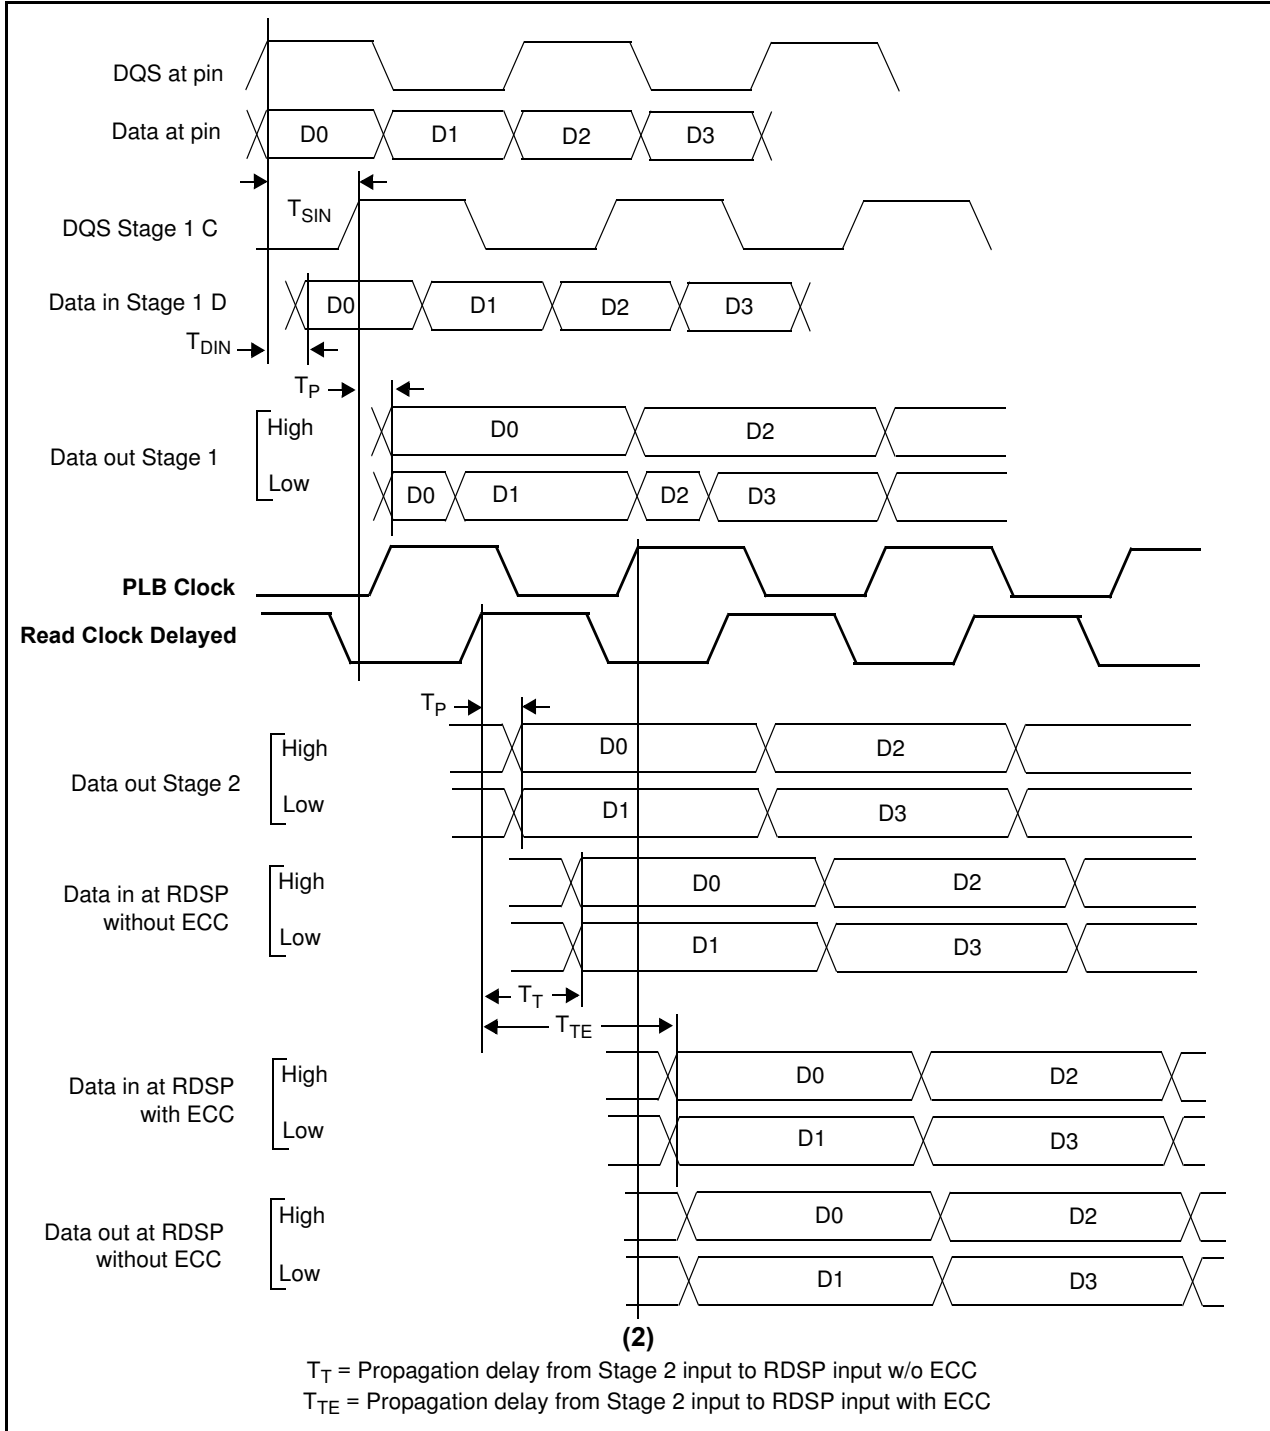 DQS at pin
Data at pin
D0 D1 D2 D3
TSIN
DQS Stage 1 C
Data in Stage 1 D
D0 D1 D2 D3
TDIN
TP
High
D0 D2
Data out Stage 1
Low
D0 D1 D2 D3
PLB Clock
Read Clock Delayed
TP
High
D0 D2
Data out Stage 2
Low
D1 D3
Data in at RDSP
without ECC
High
D0 D2
Low
D1 D3
TT
TTE
Data in at RDSP
with ECC
High
D0 D2
Low
D1 D3
Data out at RDSP
without ECC
High
D0 D2
Low
D1 D3
(2)
TT = Propagation delay from Stage 2 input to RDSP input w/o ECC
TTE = Propagation delay from Stage 2 input to RDSP input with ECC